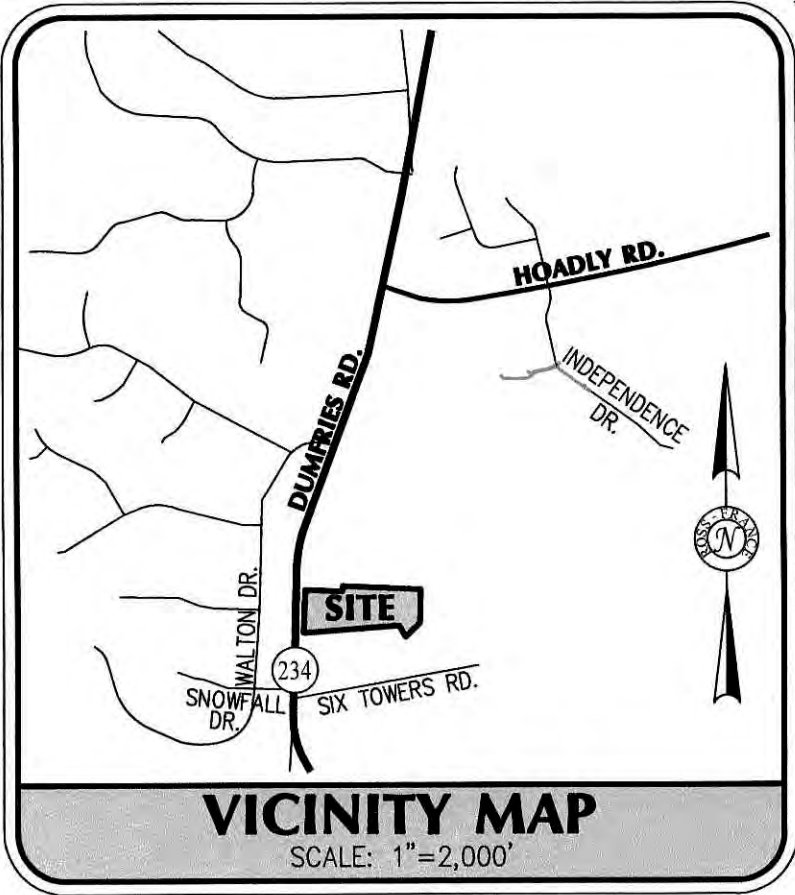 HOADLY RD.
INDEPENDENCE
DR.
DUMFRIES RD.
ROSS-FRANCE
N
SITE
WALTON DR.
234
SNOWFALL
DR.
SIX TOWERS RD.
VICINITY MAP
SCALE: 1"=2,000'